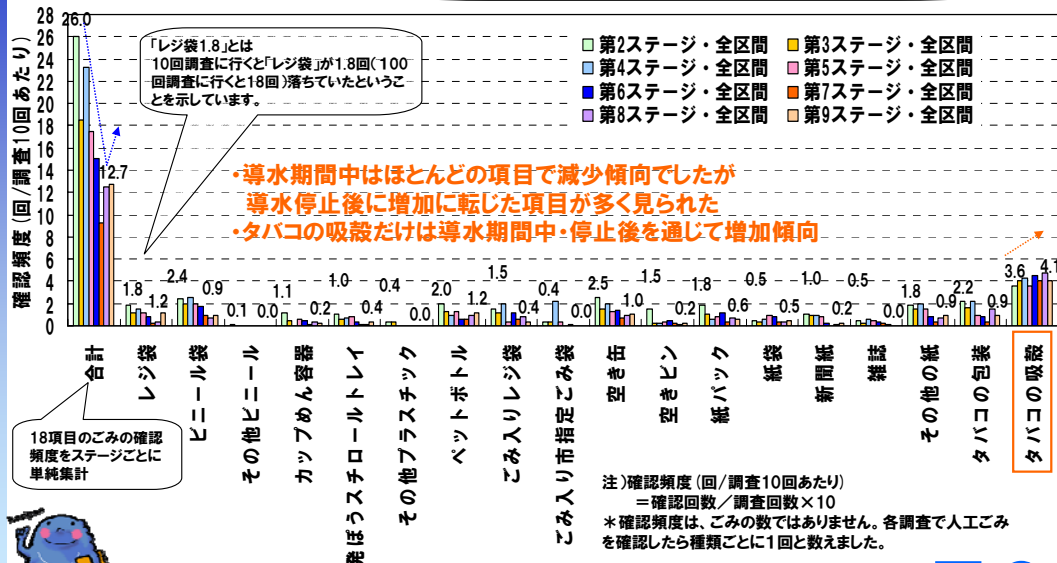 確認頻度(回/調査10回あたり)
28
26
24
22
20
18
16
14
12
10
8
6
4
2
0
26.0
12.7
「レジ袋1.8」とは
10回調査に行くと「レジ袋」が1.8回(100
回調査に行くと18回)落ちていたというこ
とを示しています。
第2ステージ・全区間
第3ステージ・全区間
第4ステージ・全区間
第5ステージ・全区間
第6ステージ・全区間
第7ステージ・全区間
第8ステージ・全区間
第9ステージ・全区間
・導水期間中はほとんどの項目で減少傾向でしたが
導水停止後に増加に転じた項目が多く見られた
・タバコの吸殻だけは導水期間中・停止後を通じて増加傾向
1.8
1.2
2.4
0.9
0.1
0.0
1.1
0.2
1.0
0.4
0.4
0.0
2.0
1.2
1.5
0.4
0.4
0.0
2.5
1.0
1.5
0.2
1.8
0.6
0.5
0.5
1.0
0.2
0.5
0.0
1.8
0.9
2.2
0.9
3.6
4.1
合計
レジ袋
ビニール袋
その他ビニール
カップめん容器
発ぽうスチロールトレイ
その他プラスチック
ペットボトル
ごみ入りレジ袋
ごみ入り市指定ごみ袋
空き缶
空きビン
紙パック
紙袋
新聞紙
雑誌
その他の紙
タバコの包装
タバコの吸殻
18項目のごみの確認
頻度をステージごとに
単純集計
注)確認頻度(回/調査10回あたり)
=確認回数/調査回数×10
*確認頻度は、ごみの数ではありません。各調査で人工ごみ
を確認したら種類ごとに1回と数えました。